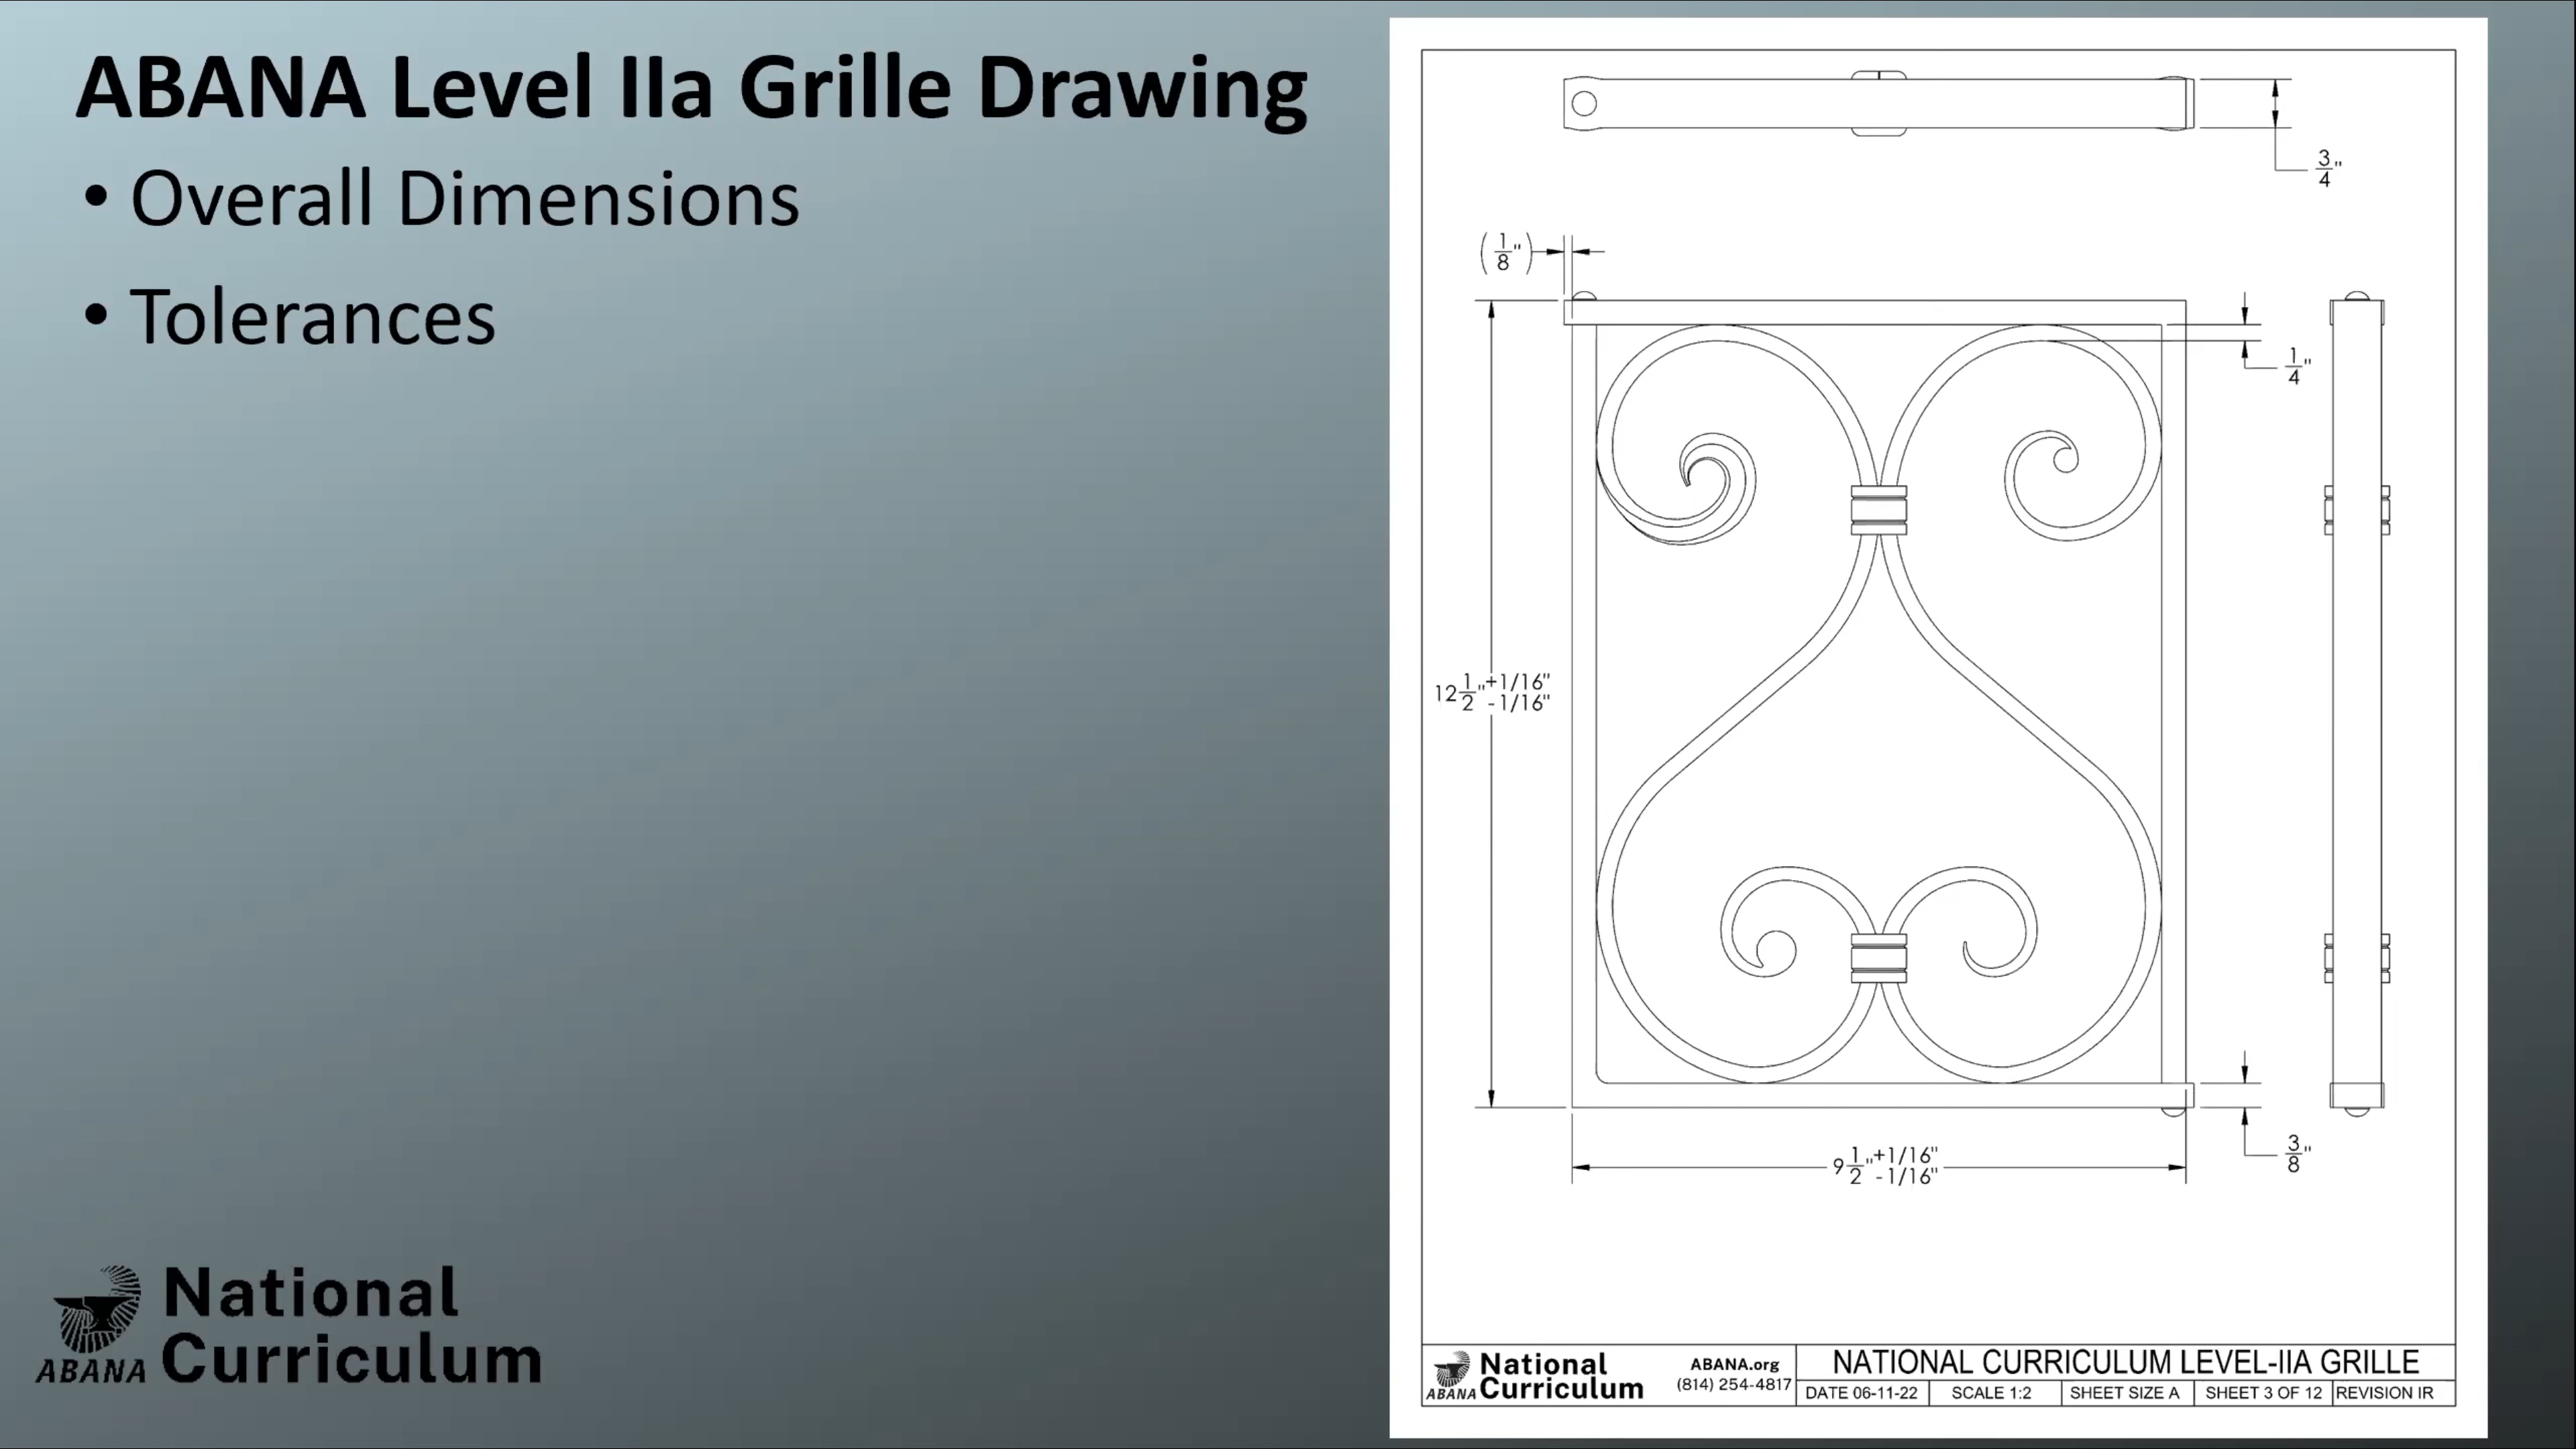 ABANA Level IIa Grille Drawing
• Overall Dimensions
• Tolerances
3/4"
(1/8")
1/4"
12 1/2" +1/16"
-1/16"
9 1/2" +1/16"
-1/16"
3/8"
National
Curriculum
ABANA
National
Curriculum
ABANA
ABANA.org
(814) 254-4817
NATIONAL CURRICULUM LEVEL-IIA GRILLE
DATE 06-11-22
SCALE 1:2
SHEET SIZE A
SHEET 3 OF 12
REVISION IR